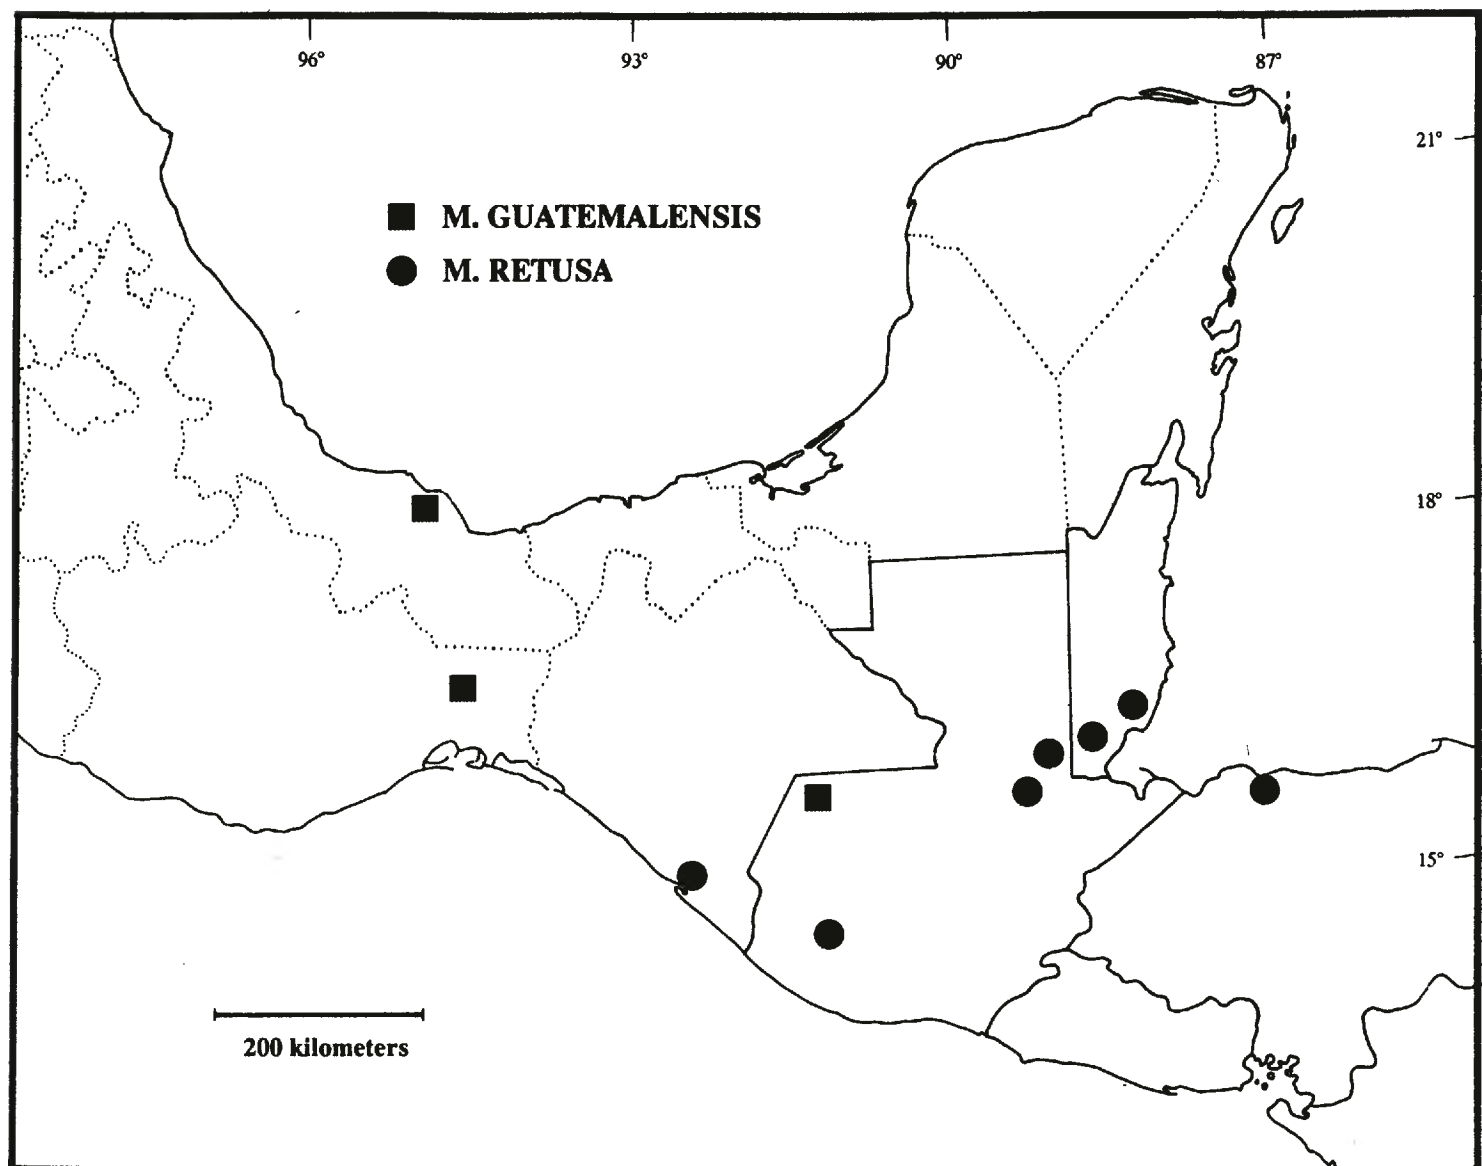 96° 93° 90° 87°
21°
M. GUATEMALENSIS
M. RETUSA
18°
15°
200 kilometers